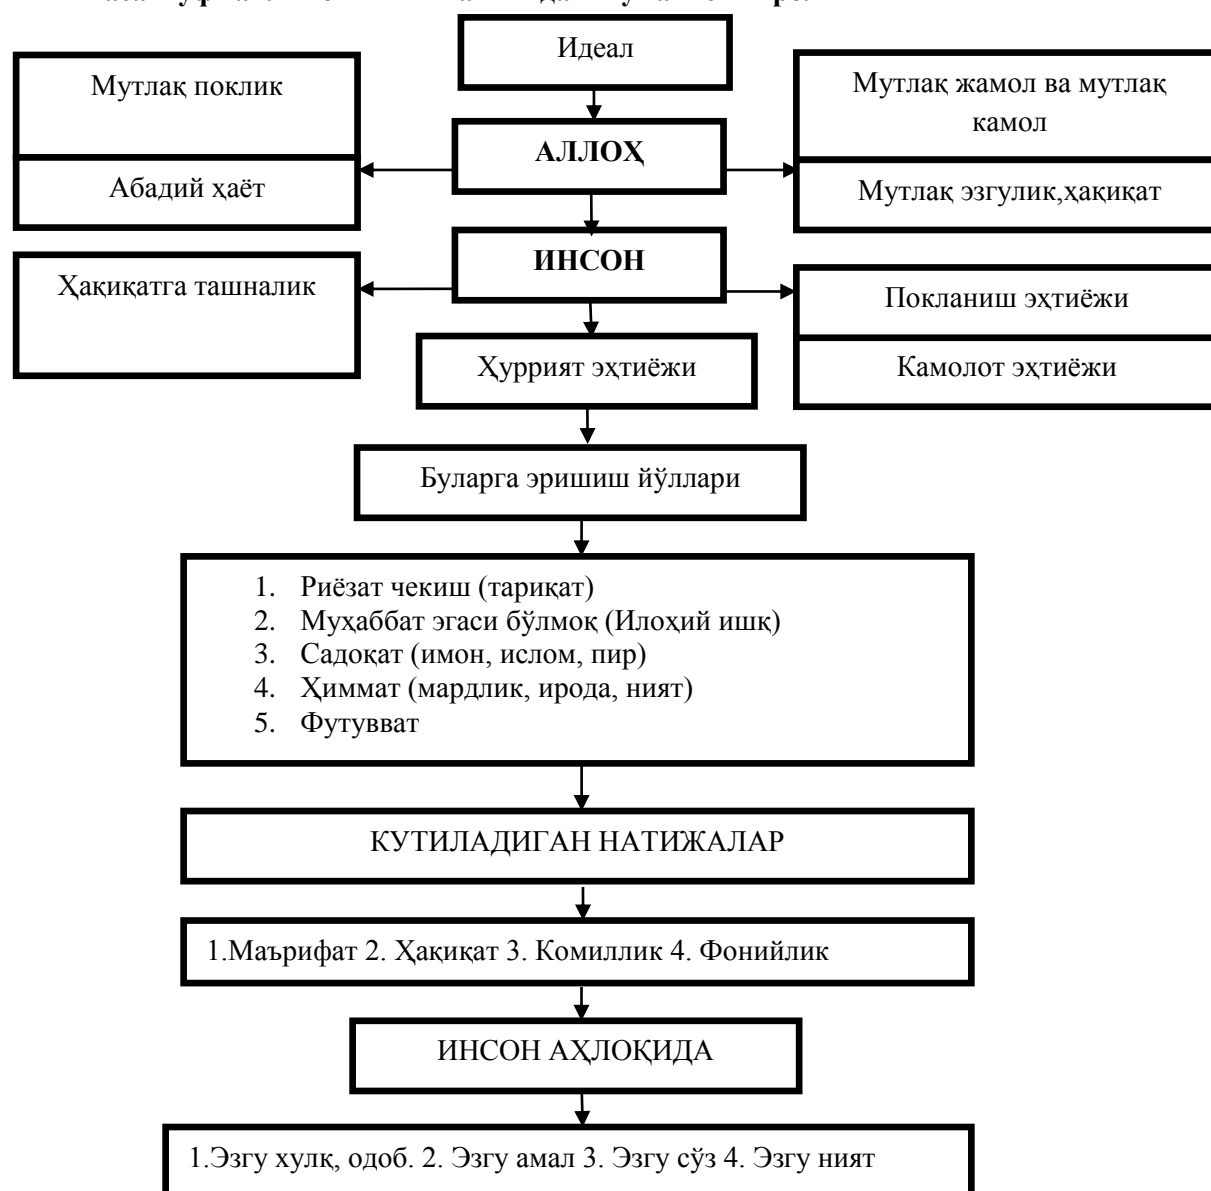 Идеал
Мутлақ поклик
Мутлақ жамол ва мутлақ
камол
АЛЛОҲ
Абадий ҳаёт
Мутлақ эзгулик,ҳақиқат
ИНСОН
Ҳақиқатга ташналик
Покланиш эҳтиёжи
Ҳуррият эҳтиёжи
Камолот эҳтиёжи
Буларга эришиш йўллари
1. Риёзат чекиш (тариқат)
2. Муҳаббат эгаси бўлмоқ (Илоҳий ишқ)
3. Садоқат (имон, ислом, пир)
4. Ҳиммат (мардлик, ирода, ният)
5. Футувват
КУТИЛАДИГАН НАТИЖАЛАР
1.Маърифат 2. Ҳақиқат 3. Комиллик 4. Фонийлик
ИНСОН АҲЛОҚИДА
1.Эзгу хулқ, одоб. 2. Эзгу амал 3. Эзгу сўз 4. Эзгу ният